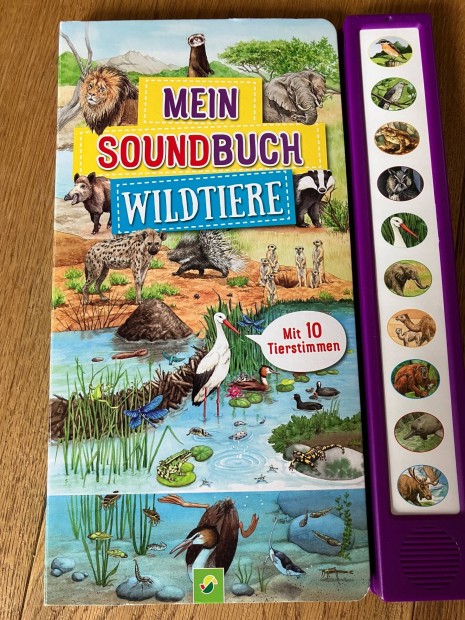 MEIN
SOUNDBUCH
WILDTIERE
Mit 10
Tierstimmen